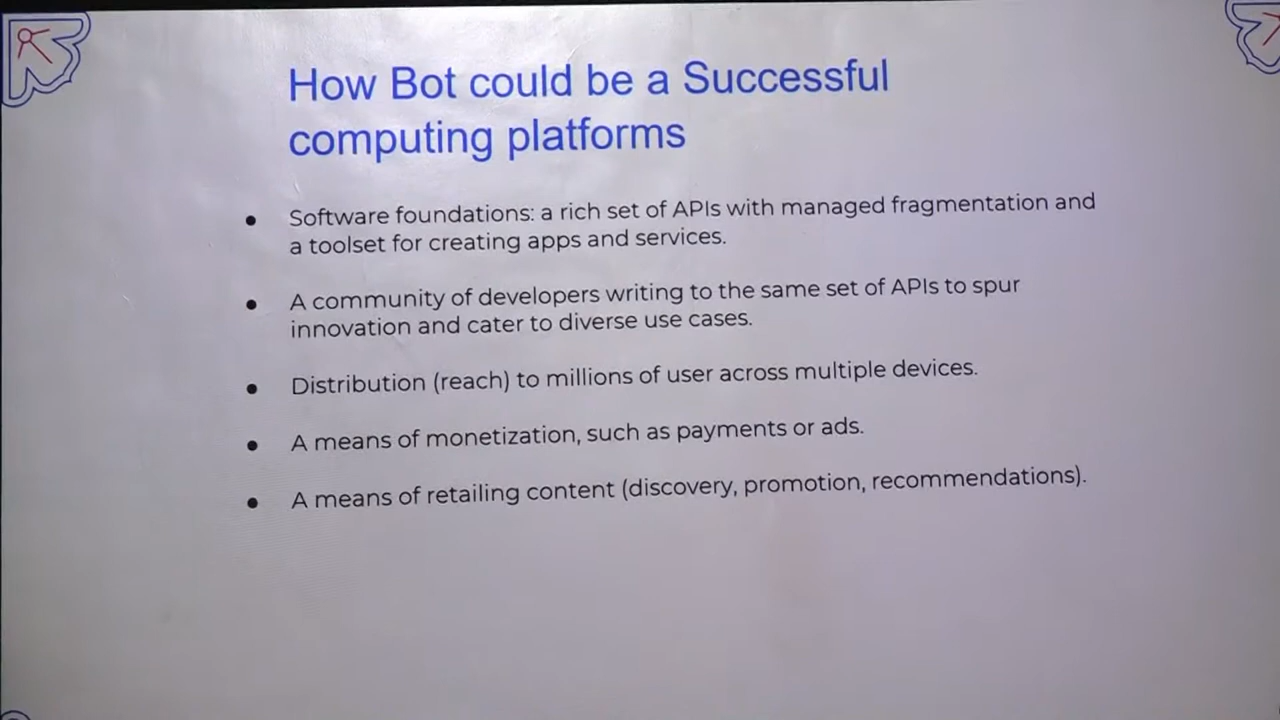 How Bot could be a Successful
computing platforms
● Software foundations: a rich set of APIs with managed fragmentation and
a toolset for creating apps and services.
● A community of developers writing to the same set of APIs to spur
innovation and cater to diverse use cases.
● Distribution (reach) to millions of user across multiple devices.
● A means of monetization, such as payments or ads.
● A means of retailing content (discovery, promotion, recommendations).